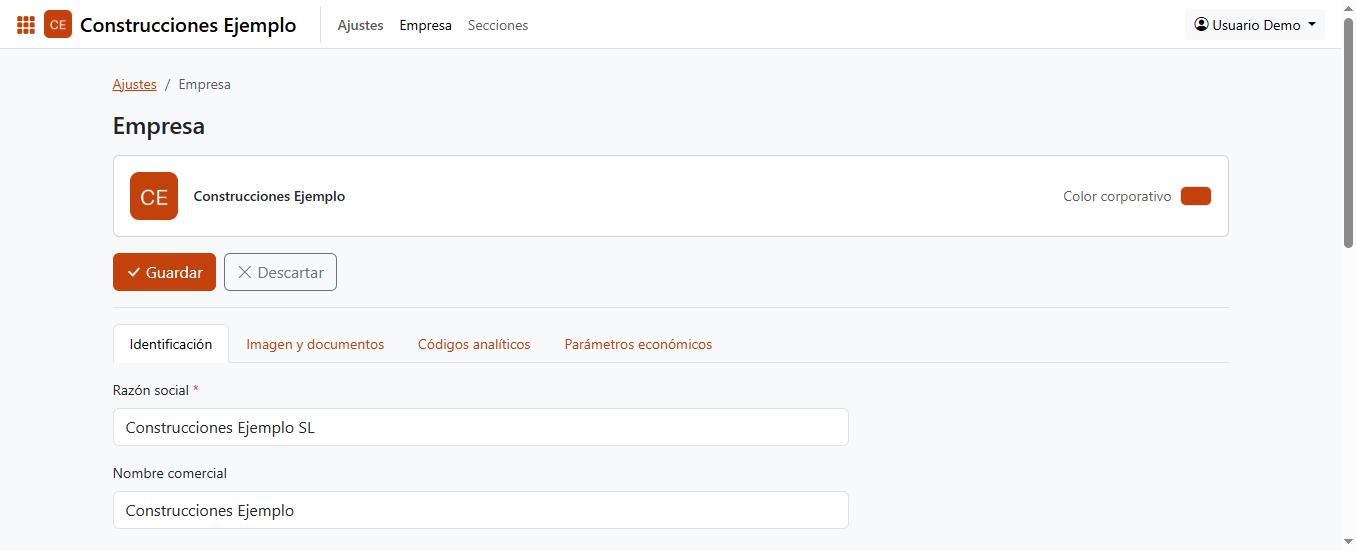 CE Construcciones Ejemplo Ajustes Empresa Secciones Usuario Demo
Ajustes / Empresa
Empresa
CE Construcciones Ejemplo Color corporativo
Guardar Descartar
Identificación Imagen y documentos Códigos analíticos Parámetros económicos
Razón social *
Construcciones Ejemplo SL
Nombre comercial
Construcciones Ejemplo